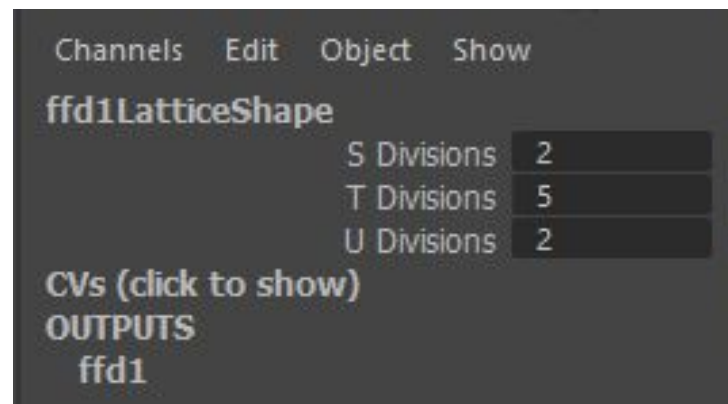 Channels Edit Object Show
ffd1LatticeShape
S Divisions 2
T Divisions 5
U Divisions 2
CVs (click to show)
OUTPUTS
ffd1